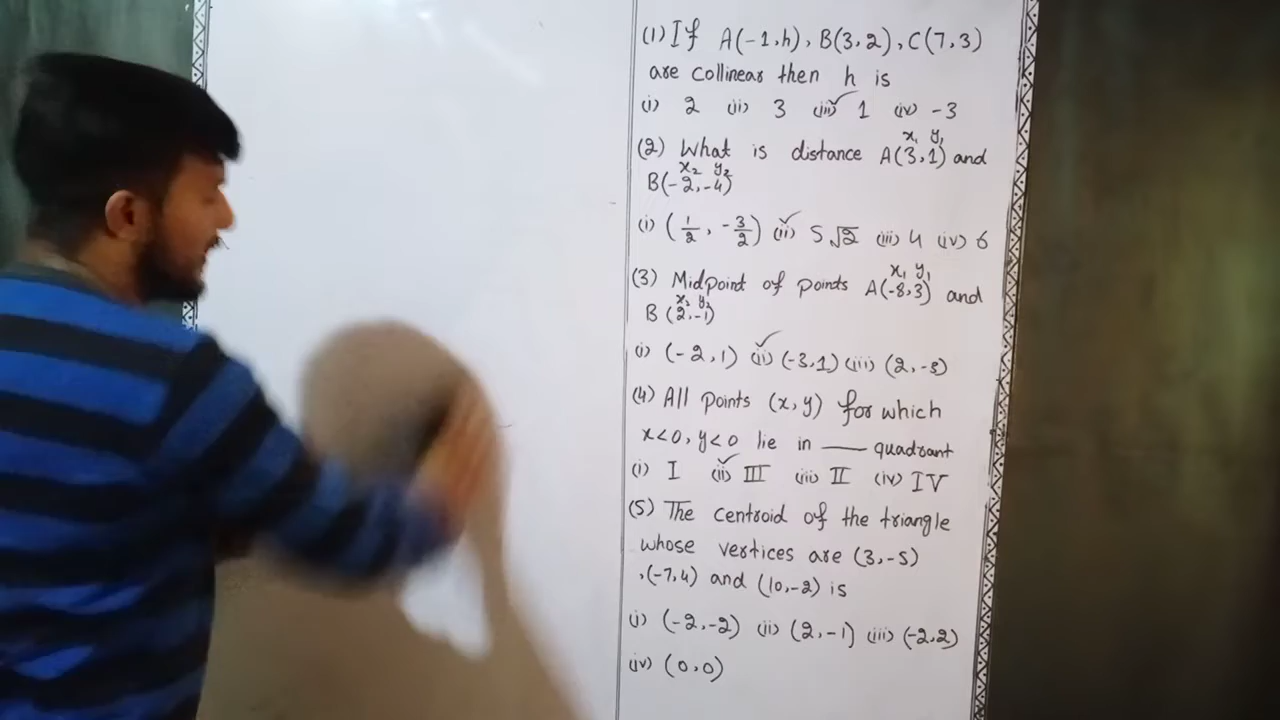 (1) If A(-1,h), B(3,2), C(7,3)
are collinear then h is
(i) 2 (ii) 3 (iii) ✓ 1 (iv) -3
x₁ y₁
(2) What is distance A(3,1) and
x₂ y₂
B(-2,-4)
(i) (1/2, -3/2) (ii) ✓ 5√2 (iii) 4 (iv) 6
x₁ y₁
(3) Midpoint of points A(-8,3) and
x₂ y₂
B(2,-1)
(i) (-2,1) (ii) ✓ (-3,1) (iii) (2,-3)
(4) All points (x,y) for which
x<0, y<0 lie in ___ quadrant
(i) I (ii) ✓ III (iii) II (iv) IV
(5) The centroid of the triangle
whose vertices are (3,-5)
,(-7,4) and (10,-2) is
(i) (-2,-2) (ii) (2,-1) (iii) (-2,2)
(iv) (0,0)